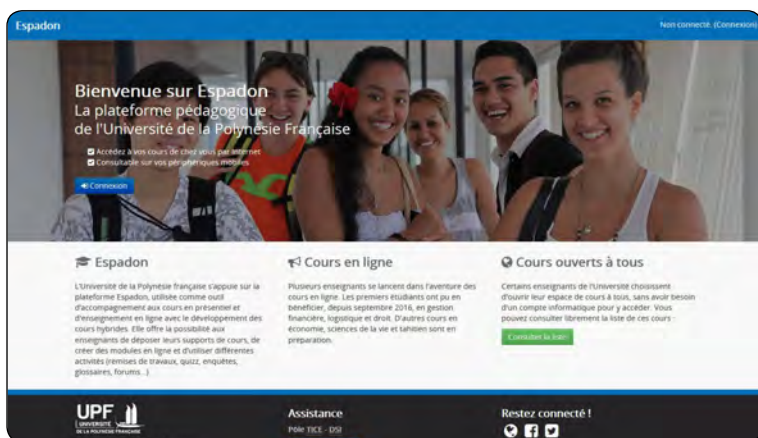 Espadon
Non connecté. (Connexion)
Bienvenue sur Espadon
La plateforme pédagogique
de l'Université de la Polynésie Française
Accédez à vos cours de chez vous par internet
Consultable sur vos périphériques mobiles
Connexion
Espadon
L'Université de la Polynésie française s'appuie sur la
plateforme Espadon, utilisée comme outil
d'accompagnement aux cours en présentiel et
d'enseignement en ligne avec le développement des
cours hybrides. Elle offre la possibilité aux
enseignants de déposer leurs supports de cours, de
créer des modules en ligne et d'utiliser différentes
activités (remises de travaux, quizz, enquêtes,
glossaires, forums...)
Cours en ligne
Plusieurs enseignants se lancent dans l'aventure des
cours en ligne. Les premiers étudiants ont pu en
bénéficier, depuis septembre 2016, en gestion
financière, logistique et droit. D'autres cours en
économie, sciences de la vie et tahitien sont en
préparation.
Cours ouverts à tous
Certains enseignants de l'Université choisissent
d'ouvrir leur espace de cours à tous, sans avoir besoin
d'un compte informatique pour y accéder. Vous
pouvez consulter librement la liste de ces cours :
Consulter la liste
UPF
UNIVERSITÉ
DE LA POLYNÉSIE FRANÇAISE
Assistance
Pôle TICE - DSI
Restez connecté !